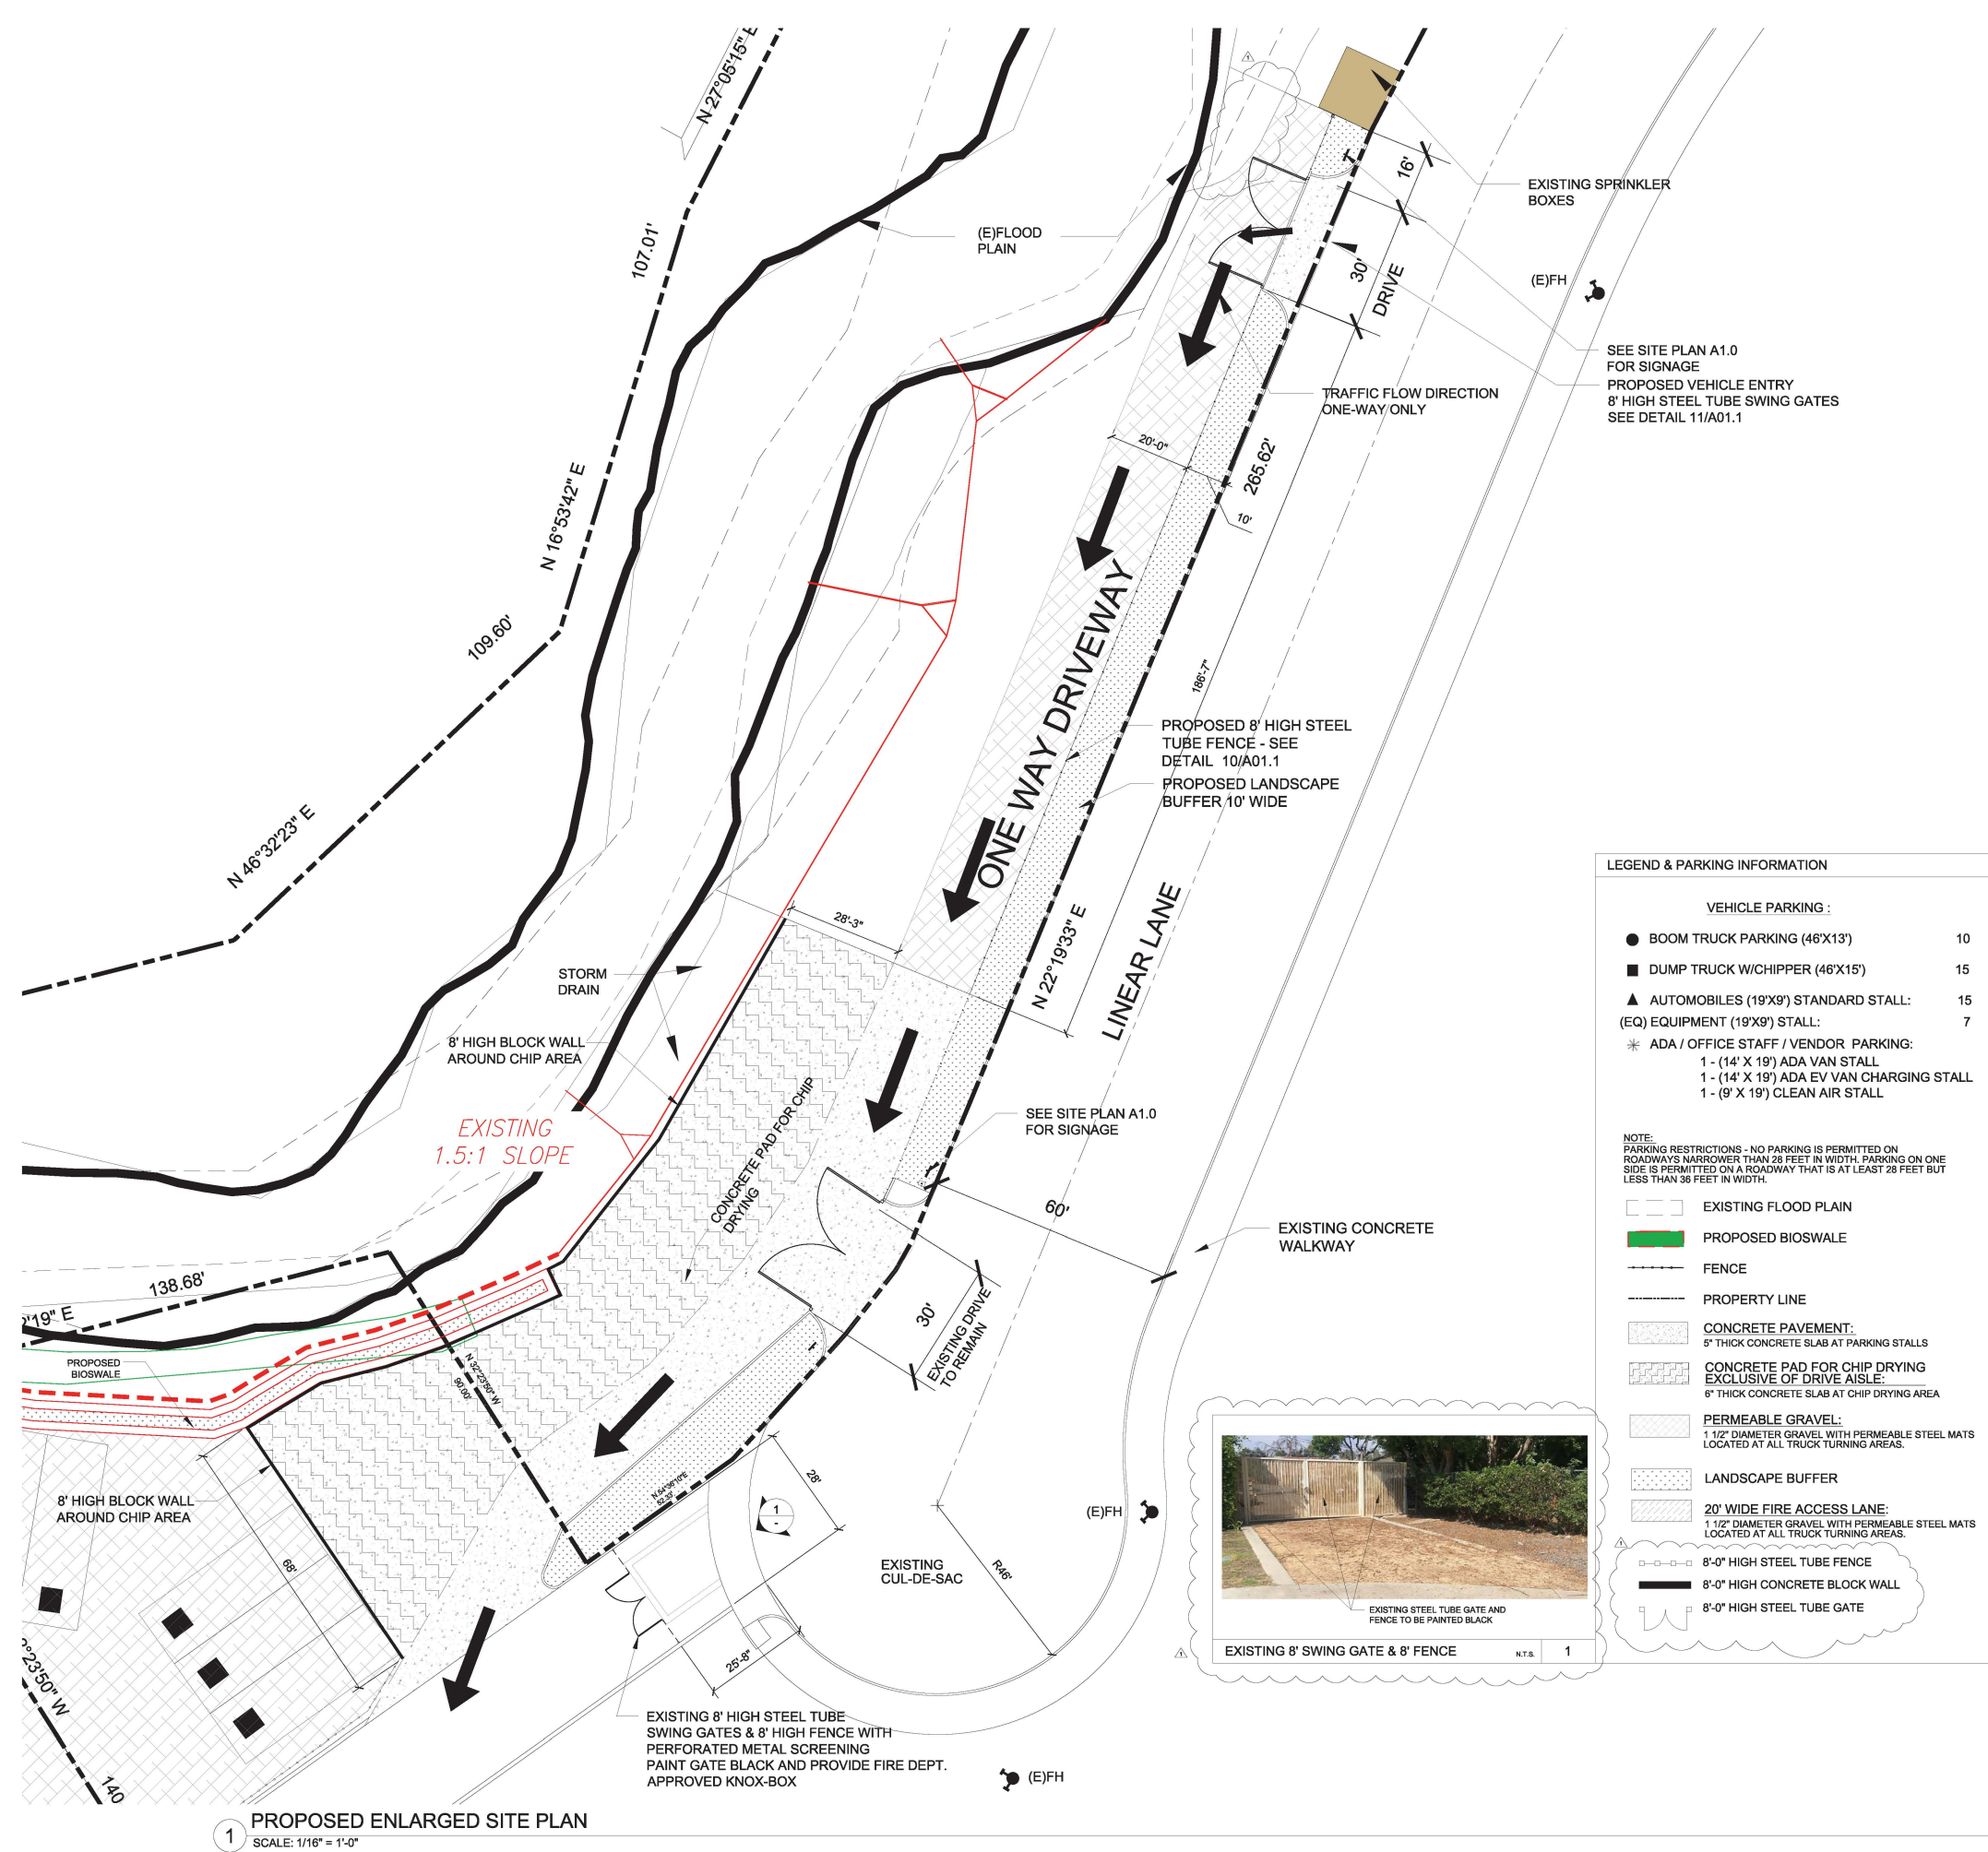 N 27°05'15" E
107.01'
N 16°53'42" E
109.60'
N 46°32'23" E
(E)FLOOD
PLAIN
16'
EXISTING SPRINKLER
BOXES
30'
DRIVE
(E)FH
SEE SITE PLAN A1.0
FOR SIGNAGE
PROPOSED VEHICLE ENTRY
8' HIGH STEEL TUBE SWING GATES
SEE DETAIL 11/A01.1
TRAFFIC FLOW DIRECTION
ONE-WAY ONLY
20'-0"
265.62'
10'
ONE WAY DRIVEWAY
186'-7"
PROPOSED 8' HIGH STEEL
TUBE FENCE - SEE
DETAIL 10/A01.1
PROPOSED LANDSCAPE
BUFFER 10' WIDE
28'-3"
N 22°19'33" E
LINEAR LANE
STORM
DRAIN
8' HIGH BLOCK WALL
AROUND CHIP AREA
EXISTING
1.5:1 SLOPE
CONCRETE PAD FOR CHIP
DRYING
SEE SITE PLAN A1.0
FOR SIGNAGE
60'
EXISTING CONCRETE
WALKWAY
30'
EXISTING DRIVE
TO REMAIN
138.68'
2'19" E
PROPOSED
BIOSWALE
N 32°23'50" W
90.00'
8' HIGH BLOCK WALL
AROUND CHIP AREA
68'
N 54°36'10"E
28'
1
-
(E)FH
EXISTING
CUL-DE-SAC
R46'
25'-8"
°23'50" W
140
EXISTING 8' HIGH STEEL TUBE
SWING GATES & 8' HIGH FENCE WITH
PERFORATED METAL SCREENING
PAINT GATE BLACK AND PROVIDE FIRE DEPT.
APPROVED KNOX-BOX
(E)FH
1
PROPOSED ENLARGED SITE PLAN
SCALE: 1/16" = 1'-0"
EXISTING STEEL TUBE GATE AND
FENCE TO BE PAINTED BLACK
EXISTING 8' SWING GATE & 8' FENCE N.T.S. 1
LEGEND & PARKING INFORMATION
VEHICLE PARKING :
BOOM TRUCK PARKING (46'X13') 10
DUMP TRUCK W/CHIPPER (46'X15') 15
AUTOMOBILES (19'X9') STANDARD STALL: 15
(EQ) EQUIPMENT (19'X9') STALL: 7
ADA / OFFICE STAFF / VENDOR PARKING:
1 - (14' X 19') ADA VAN STALL
1 - (14' X 19') ADA EV VAN CHARGING STALL
1 - (9' X 19') CLEAN AIR STALL
NOTE:
PARKING RESTRICTIONS - NO PARKING IS PERMITTED ON
ROADWAYS NARROWER THAN 28 FEET IN WIDTH. PARKING ON ONE
SIDE IS PERMITTED ON A ROADWAY THAT IS AT LEAST 28 FEET BUT
LESS THAN 36 FEET IN WIDTH.
EXISTING FLOOD PLAIN
PROPOSED BIOSWALE
FENCE
PROPERTY LINE
CONCRETE PAVEMENT:
5" THICK CONCRETE SLAB AT PARKING STALLS
CONCRETE PAD FOR CHIP DRYING
EXCLUSIVE OF DRIVE AISLE:
6" THICK CONCRETE SLAB AT CHIP DRYING AREA
PERMEABLE GRAVEL:
1 1/2" DIAMETER GRAVEL WITH PERMEABLE STEEL MATS
LOCATED AT ALL TRUCK TURNING AREAS.
LANDSCAPE BUFFER
20' WIDE FIRE ACCESS LANE:
1 1/2" DIAMETER GRAVEL WITH PERMEABLE STEEL MATS
LOCATED AT ALL TRUCK TURNING AREAS.
8'-0" HIGH STEEL TUBE FENCE
8'-0" HIGH CONCRETE BLOCK WALL
8'-0" HIGH STEEL TUBE GATE